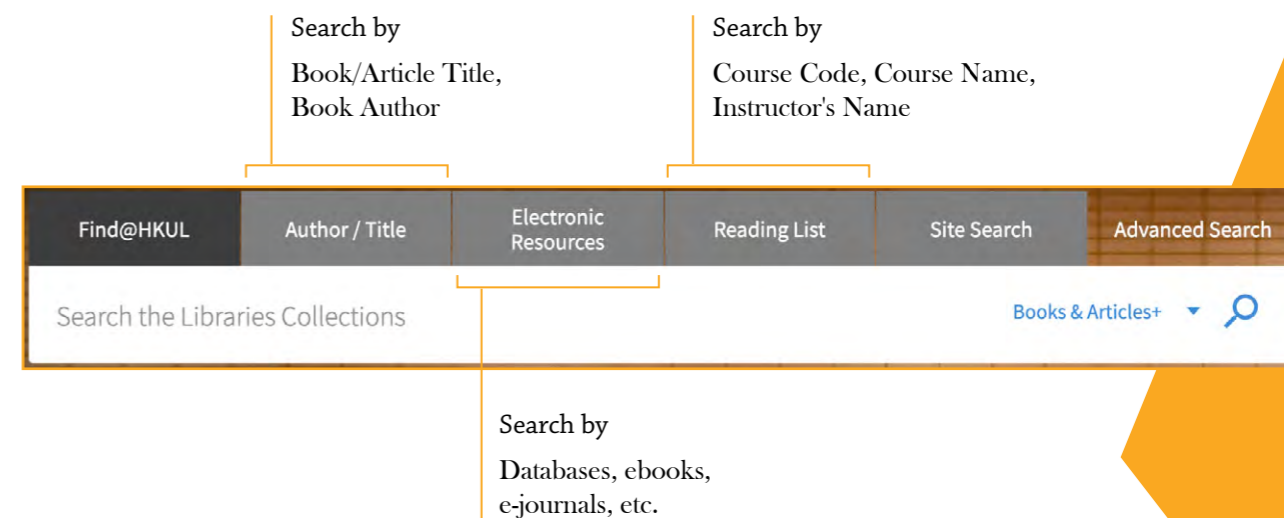 Search by
Book/Article Title,
Book Author
Search by
Course Code, Course Name,
Instructor's Name
Find@HKUL
Author / Title
Electronic
Resources
Reading List
Site Search
Advanced Search
Search the Libraries Collections
Books & Articles+
Search by
Databases, ebooks,
e-journals, etc.